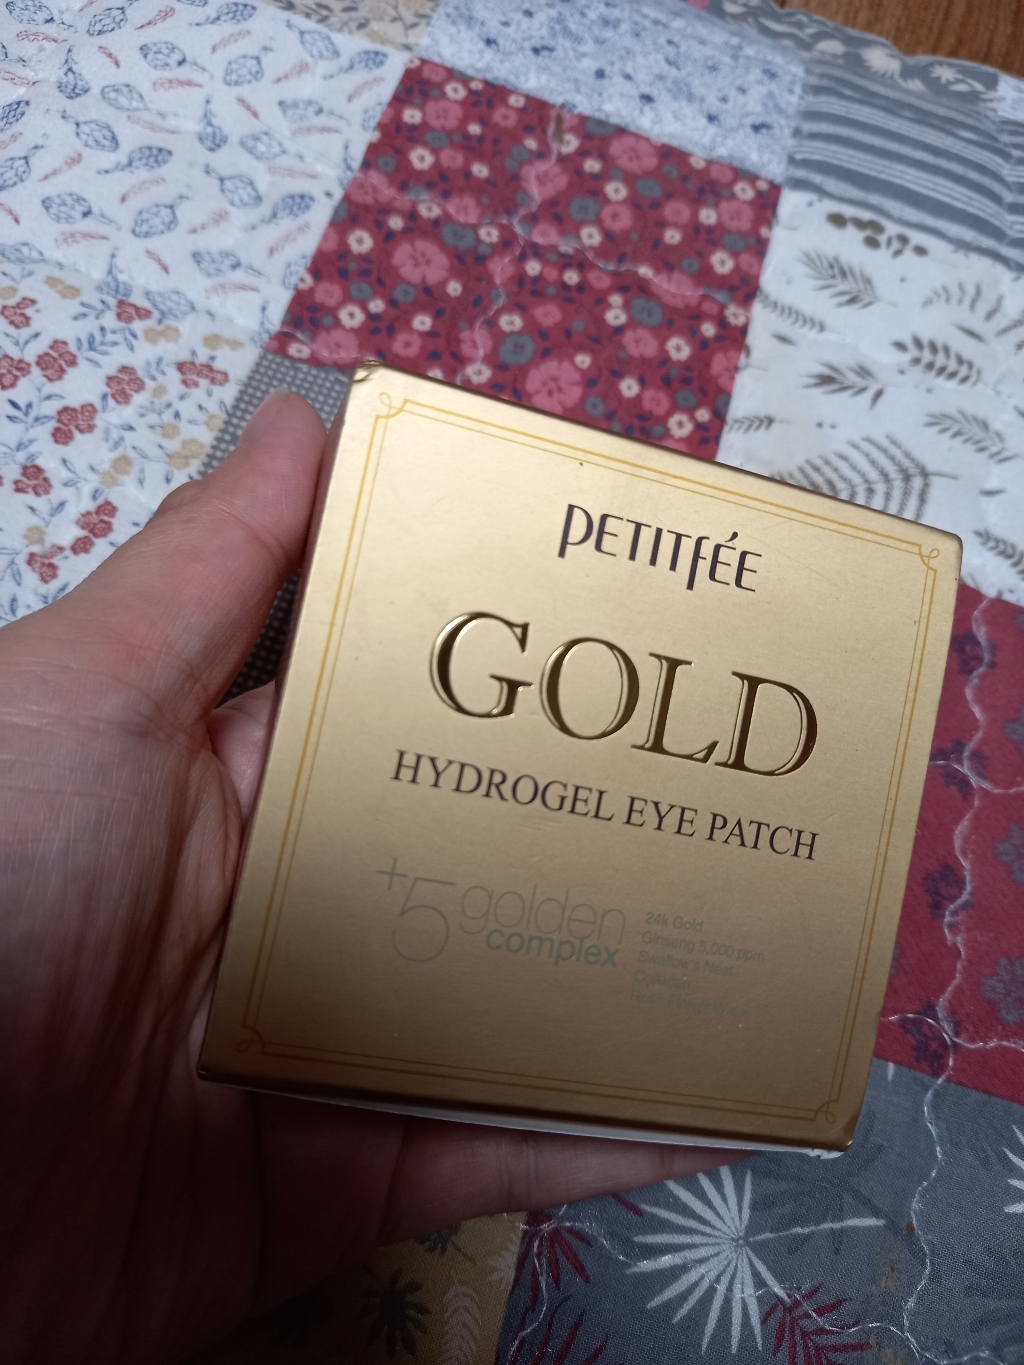 PETITFÉE
GOLD
HYDROGEL EYE PATCH
+5 golden
complex
24k Gold
Ginseng 5,000 ppm
Swallow's Nest
Collagen